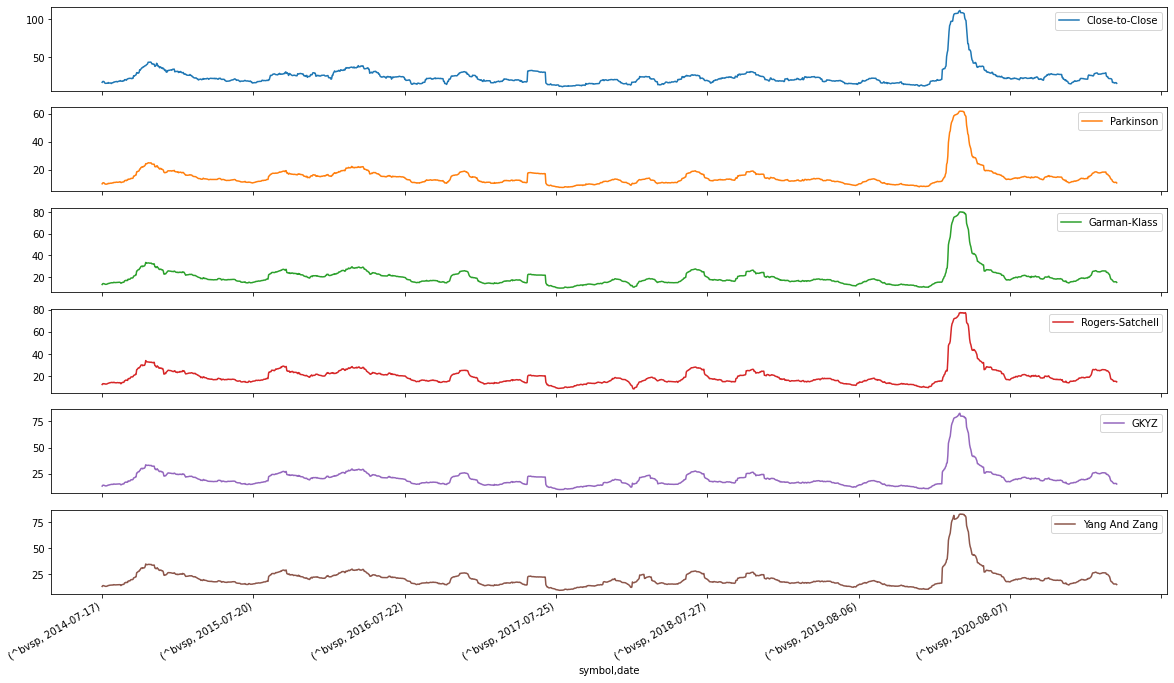 Close-to-Close
100
50
Parkinson
60
40
20
Garman-Klass
80
60
40
20
Rogers-Satchell
80
60
40
20
GKYZ
75
50
25
Yang And Zang
75
50
25
(^bvsp, 2014-07-17)
(^bvsp, 2015-07-20)
(^bvsp, 2016-07-22)
(^bvsp, 2017-07-25)
(^bvsp, 2018-07-27)
(^bvsp, 2019-08-06)
(^bvsp, 2020-08-07)
symbol,date